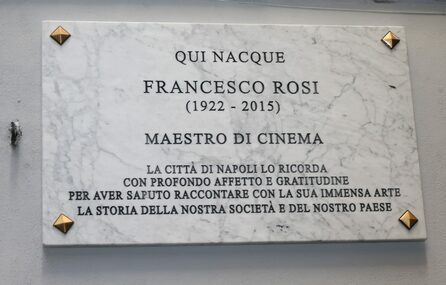 QUI NACQUE
FRANCESCO ROSI
(1922 - 2015)
MAESTRO DI CINEMA
LA CITTÀ DI NAPOLI LO RICORDA
CON PROFONDO AFFETTO E GRATITUDINE
PER AVER SAPUTO RACCONTARE CON LA SUA IMMENSA ARTE
LA STORIA DELLA NOSTRA SOCIETÀ E DEL NOSTRO PAESE